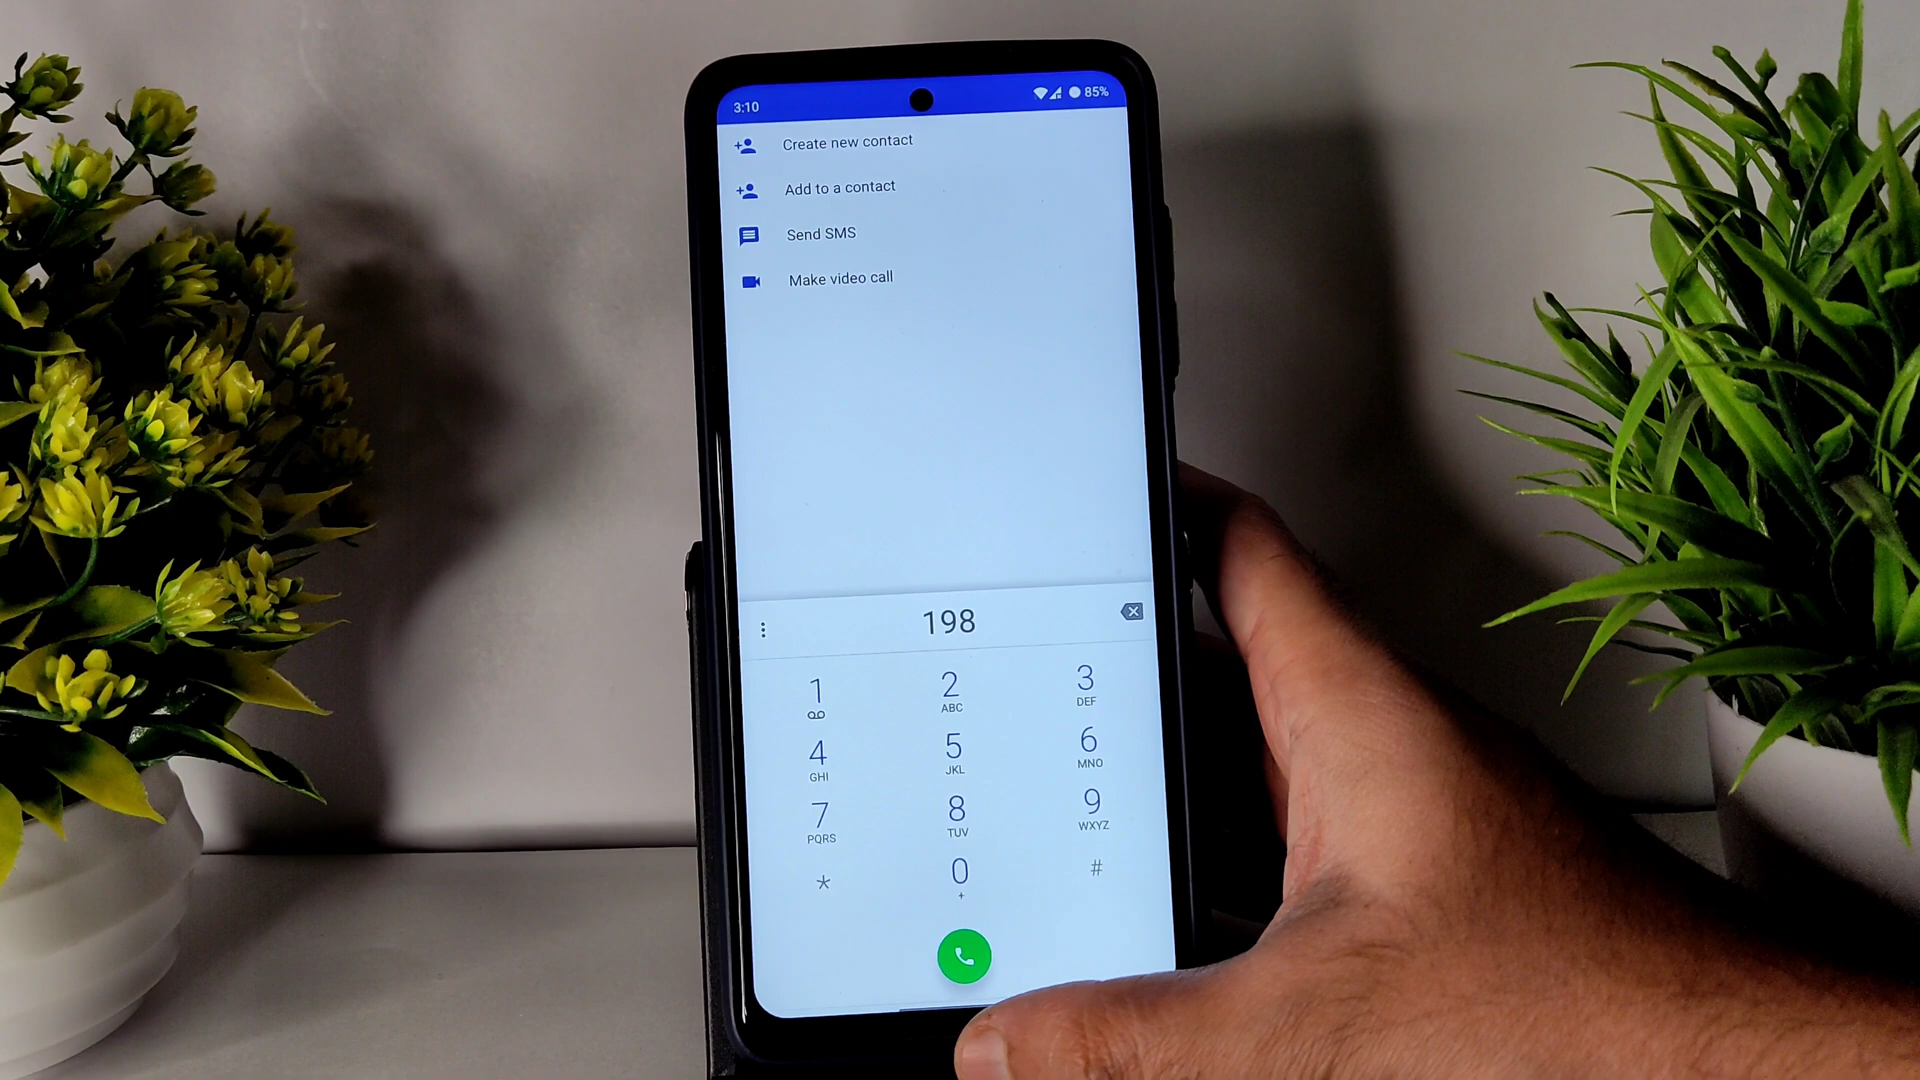 3:10 85%
Create new contact
Add to a contact
Send SMS
Make video call
198
1 2 3
ABC DEF
4 5 6
GHI JKL MNO
7 8 9
PQRS TUV WXYZ
* 0 #
+